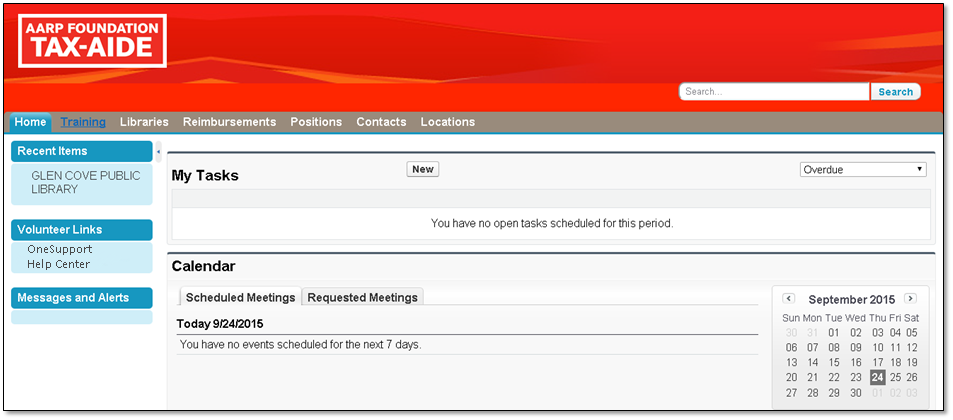 AARP FOUNDATION
TAX-AIDE
Search...
Search
Home Training Libraries Reimbursements Positions Contacts Locations
Recent Items
GLEN COVE PUBLIC
LIBRARY
Volunteer Links
OneSupport
Help Center
Messages and Alerts
My Tasks New Overdue
You have no open tasks scheduled for this period.
Calendar
Scheduled Meetings Requested Meetings
Today 9/24/2015
You have no events scheduled for the next 7 days.
September 2015
Sun Mon Tue Wed Thu Fri Sat
30 31 01 02 03 04 05
06 07 08 09 10 11 12
13 14 15 16 17 18 19
20 21 22 23 24 25 26
27 28 29 30 01 02 03